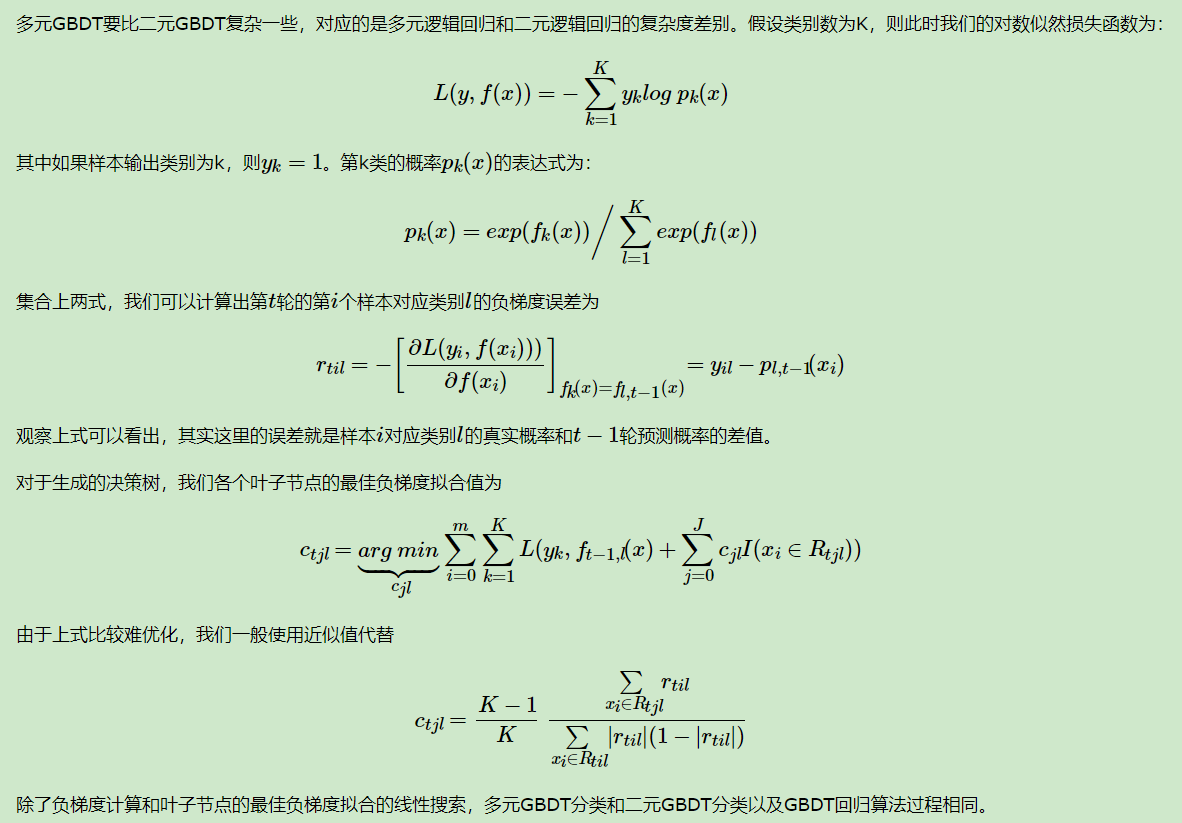 多元GBDT要比二元GBDT复杂一些，对应的是多元逻辑回归和二元逻辑回归的复杂度差别。假设类别数为K，则此时我们的对数似然损失函数为：
$$L(y, f(x)) = -\sum_{k=1}^{K} y_k log\, p_k(x)$$
其中如果样本输出类别为k，则$y_k = 1$。第k类的概率$p_k(x)$的表达式为：
$$p_k(x) = exp(f_k(x)) \Big/ \sum_{l=1}^{K} exp(f_l(x))$$
集合上两式，我们可以计算出第$t$轮的第$i$个样本对应类别$l$的负梯度误差为
$$r_{til} = -\left[\frac{\partial L(y_i, f(x_i)))}{\partial f(x_i)}\right]_{f_k(x) = f_{l,t-1}(x)} = y_{il} - p_{l,t-1}(x_i)$$
观察上式可以看出，其实这里的误差就是样本$i$对应类别$l$的真实概率和$t-1$轮预测概率的差值。
对于生成的决策树，我们各个叶子节点的最佳负梯度拟合值为
$$c_{tjl} = \underbrace{arg\, min}_{c_{jl}} \sum_{i=0}^{m} \sum_{k=1}^{K} L(y_k, f_{t-1,l}(x) + \sum_{j=0}^{J} c_{jl} I(x_i \in R_{tjl}))$$
由于上式比较难优化，我们一般使用近似值代替
$$c_{tjl} = \frac{K-1}{K} \frac{\sum\limits_{x_i \in R_{tjl}} r_{til}}{\sum\limits_{x_i \in R_{til}} |r_{til}|(1-|r_{til}|)}$$
除了负梯度计算和叶子节点的最佳负梯度拟合的线性搜索，多元GBDT分类和二元GBDT分类以及GBDT回归算法过程相同。